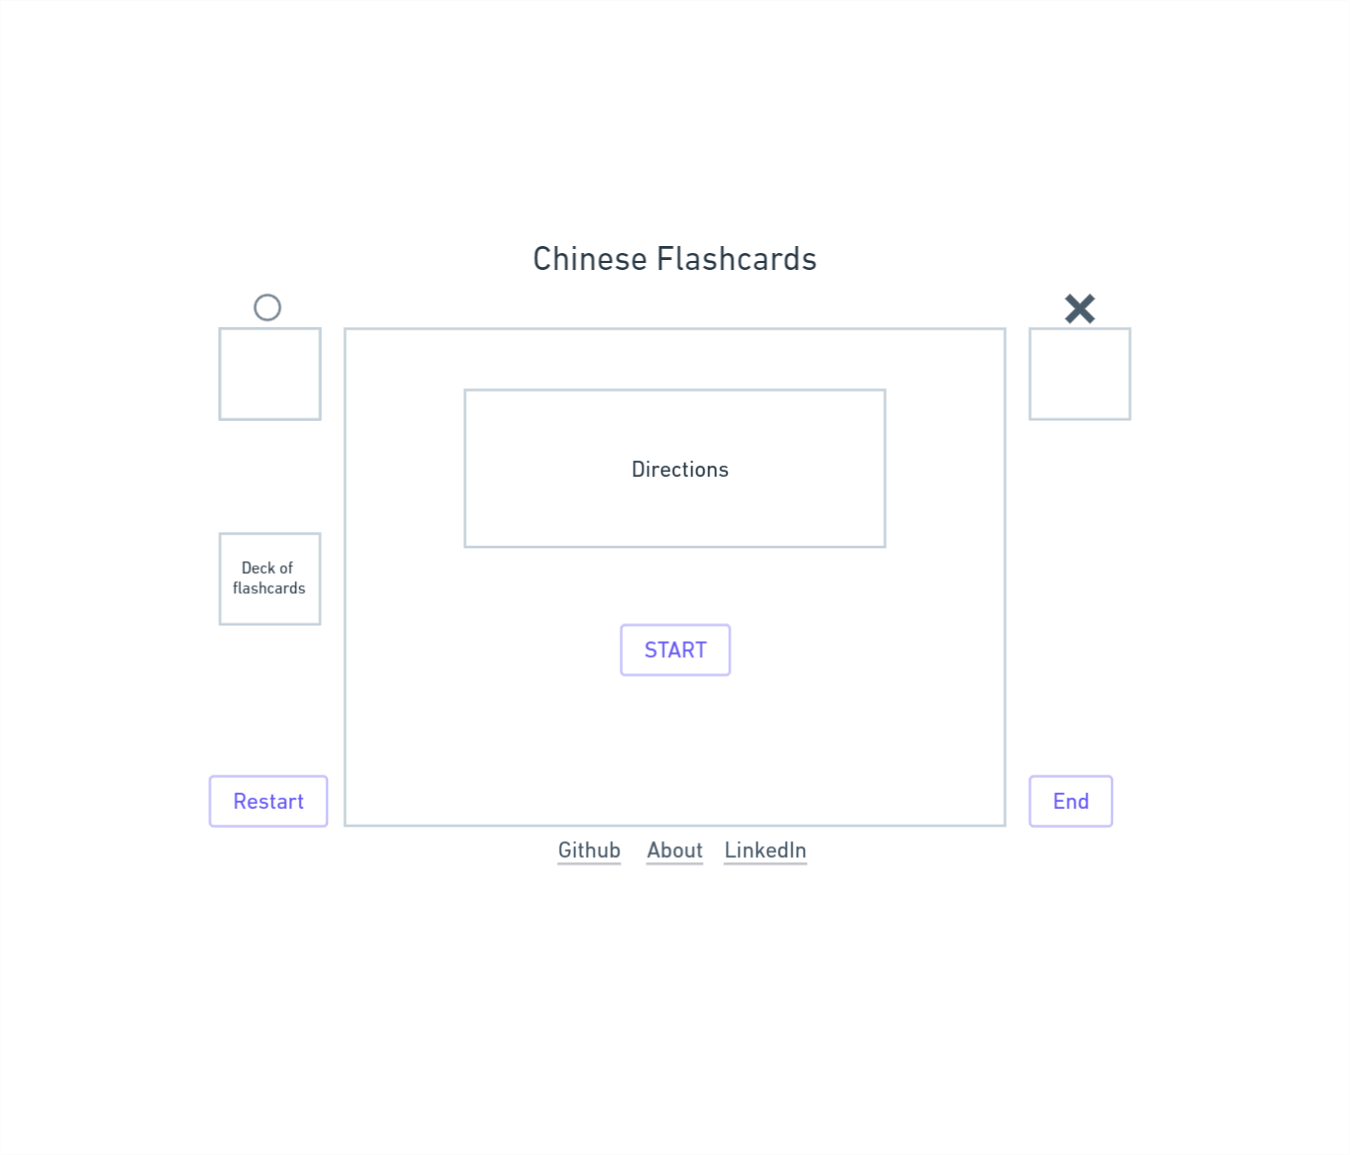 Chinese Flashcards
Directions
Deck of
flashcards
START
Restart
End
Github About LinkedIn